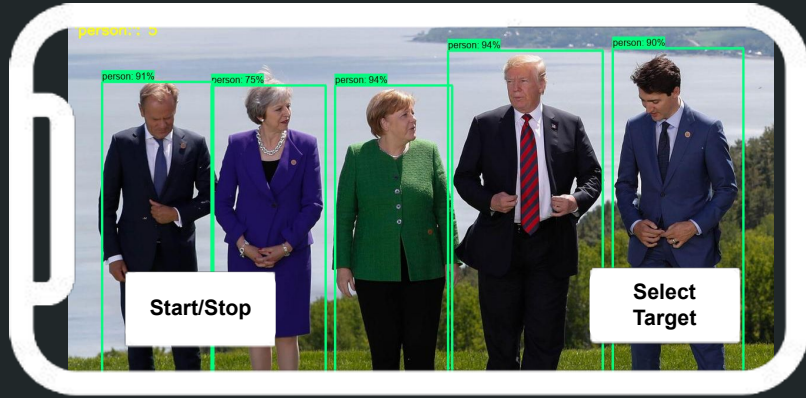 person: : 5
person: 91%
person: 75%
person: 94%
person: 94%
person: 90%
Start/Stop
Select
Target